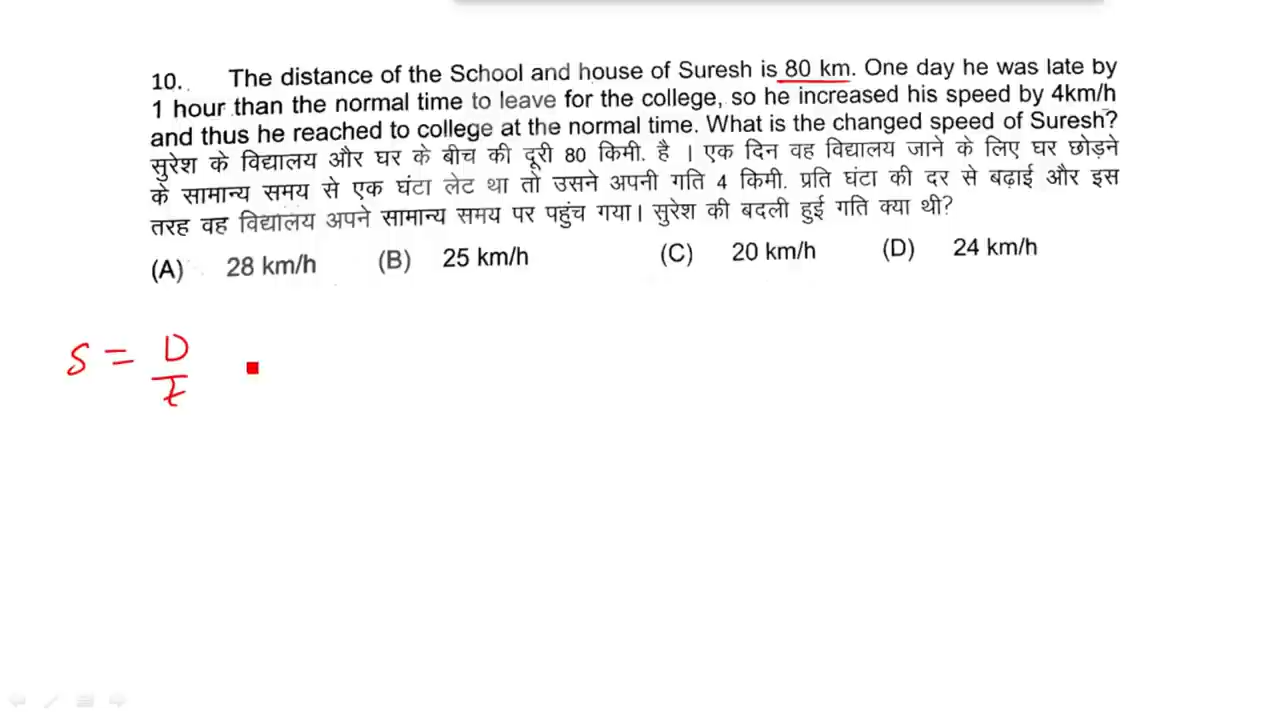 10. The distance of the School and house of Suresh is 80 km. One day he was late by
1 hour than the normal time to leave for the college, so he increased his speed by 4km/h
and thus he reached to college at the normal time. What is the changed speed of Suresh?
सुरेश के विद्यालय और घर के बीच की दूरी 80 किमी. है । एक दिन वह विद्यालय जाने के लिए घर छोड़ने
के सामान्य समय से एक घंटा लेट था तो उसने अपनी गति 4 किमी. प्रति घंटा की दर से बढ़ाई और इस
तरह वह विद्यालय अपने सामान्य समय पर पहुंच गया। सुरेश की बदली हुई गति क्या थी?
(A) 28 km/h (B) 25 km/h (C) 20 km/h (D) 24 km/h
S = D
t